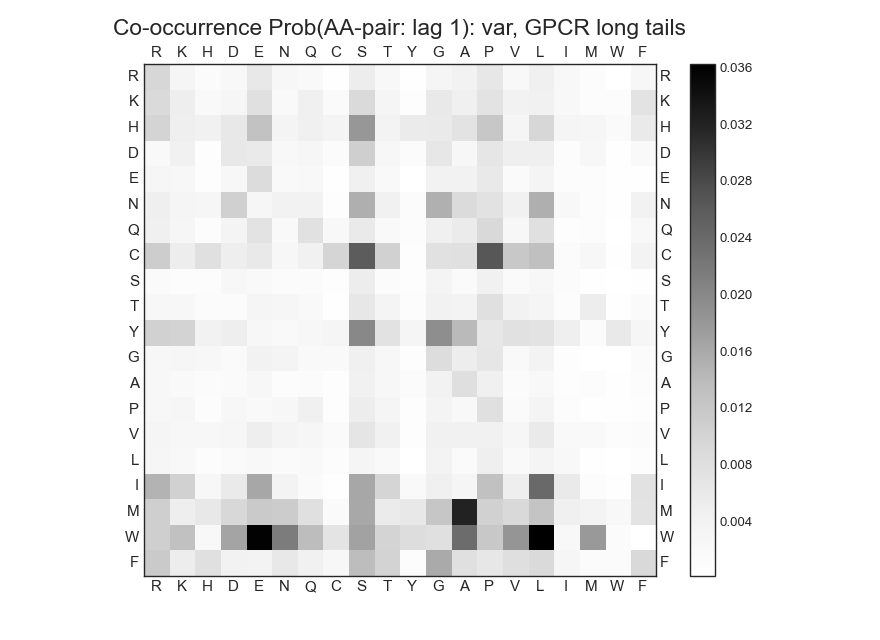 Co-occurrence Prob(AA-pair: lag 1): var, GPCR long tails
R K H D E N Q C S T Y G A P V L I M W F
R R
K K
H H
D D
E E
N N
Q Q
C C
S S
T T
Y Y
G G
A A
P P
V V
L L
I I
M M
W W
F F
R K H D E N Q C S T Y G A P V L I M W F
0.036
0.032
0.028
0.024
0.020
0.016
0.012
0.008
0.004